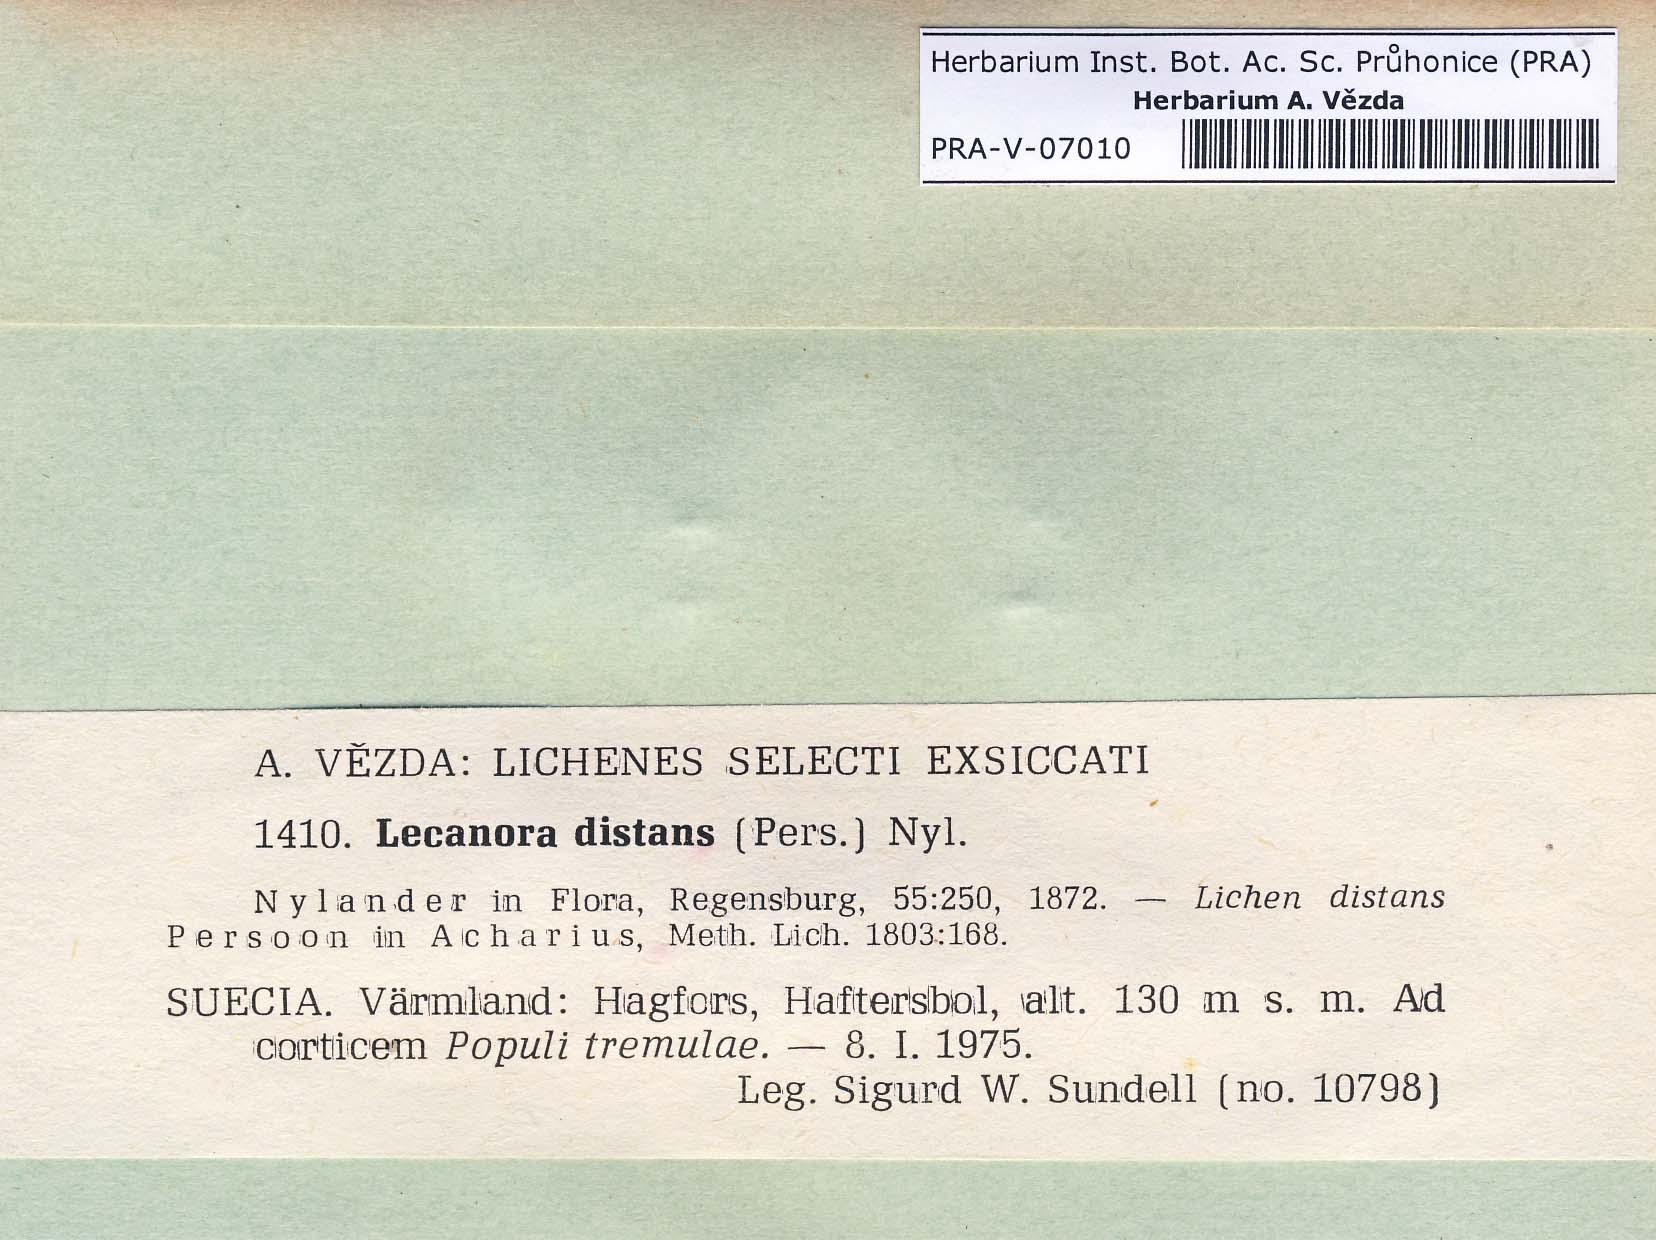 Herbarium Inst. Bot. Ac. Sc. Průhonice (PRA)
Herbarium A. Vězda
PRA-V-07010
A. VĚZDA: LICHENES SELECTI EXSICCATI
1410. Lecanora distans (Pers.) Nyl.
Nylander in Flora, Regensburg, 55:250, 1872. — Lichen distans
Persoon in Acharius, Meth. Lich. 1803:168.
SUECIA. Värmland: Hagfors, Haftersbol, alt. 130 m s. m. Ad
corticem Populi tremulae. — 8. I. 1975.
Leg. Sigurd W. Sundell (no. 10798)